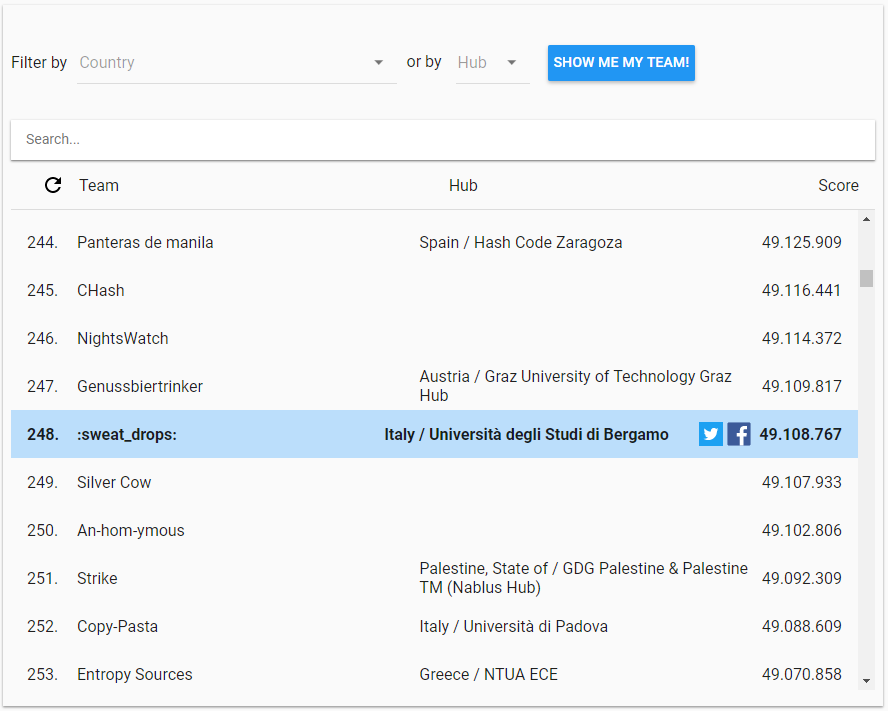 Filter by Country or by Hub SHOW ME MY TEAM!
Search...
Team Hub Score
244. Panteras de manila Spain / Hash Code Zaragoza 49.125.909
245. CHash 49.116.441
246. NightsWatch 49.114.372
247. Genussbiertrinker Austria / Graz University of Technology Graz
Hub 49.109.817
248. :sweat_drops: Italy / Università degli Studi di Bergamo 49.108.767
249. Silver Cow 49.107.933
250. An-hom-ymous 49.102.806
251. Strike Palestine, State of / GDG Palestine & Palestine
TM (Nablus Hub) 49.092.309
252. Copy-Pasta Italy / Università di Padova 49.088.609
253. Entropy Sources Greece / NTUA ECE 49.070.858